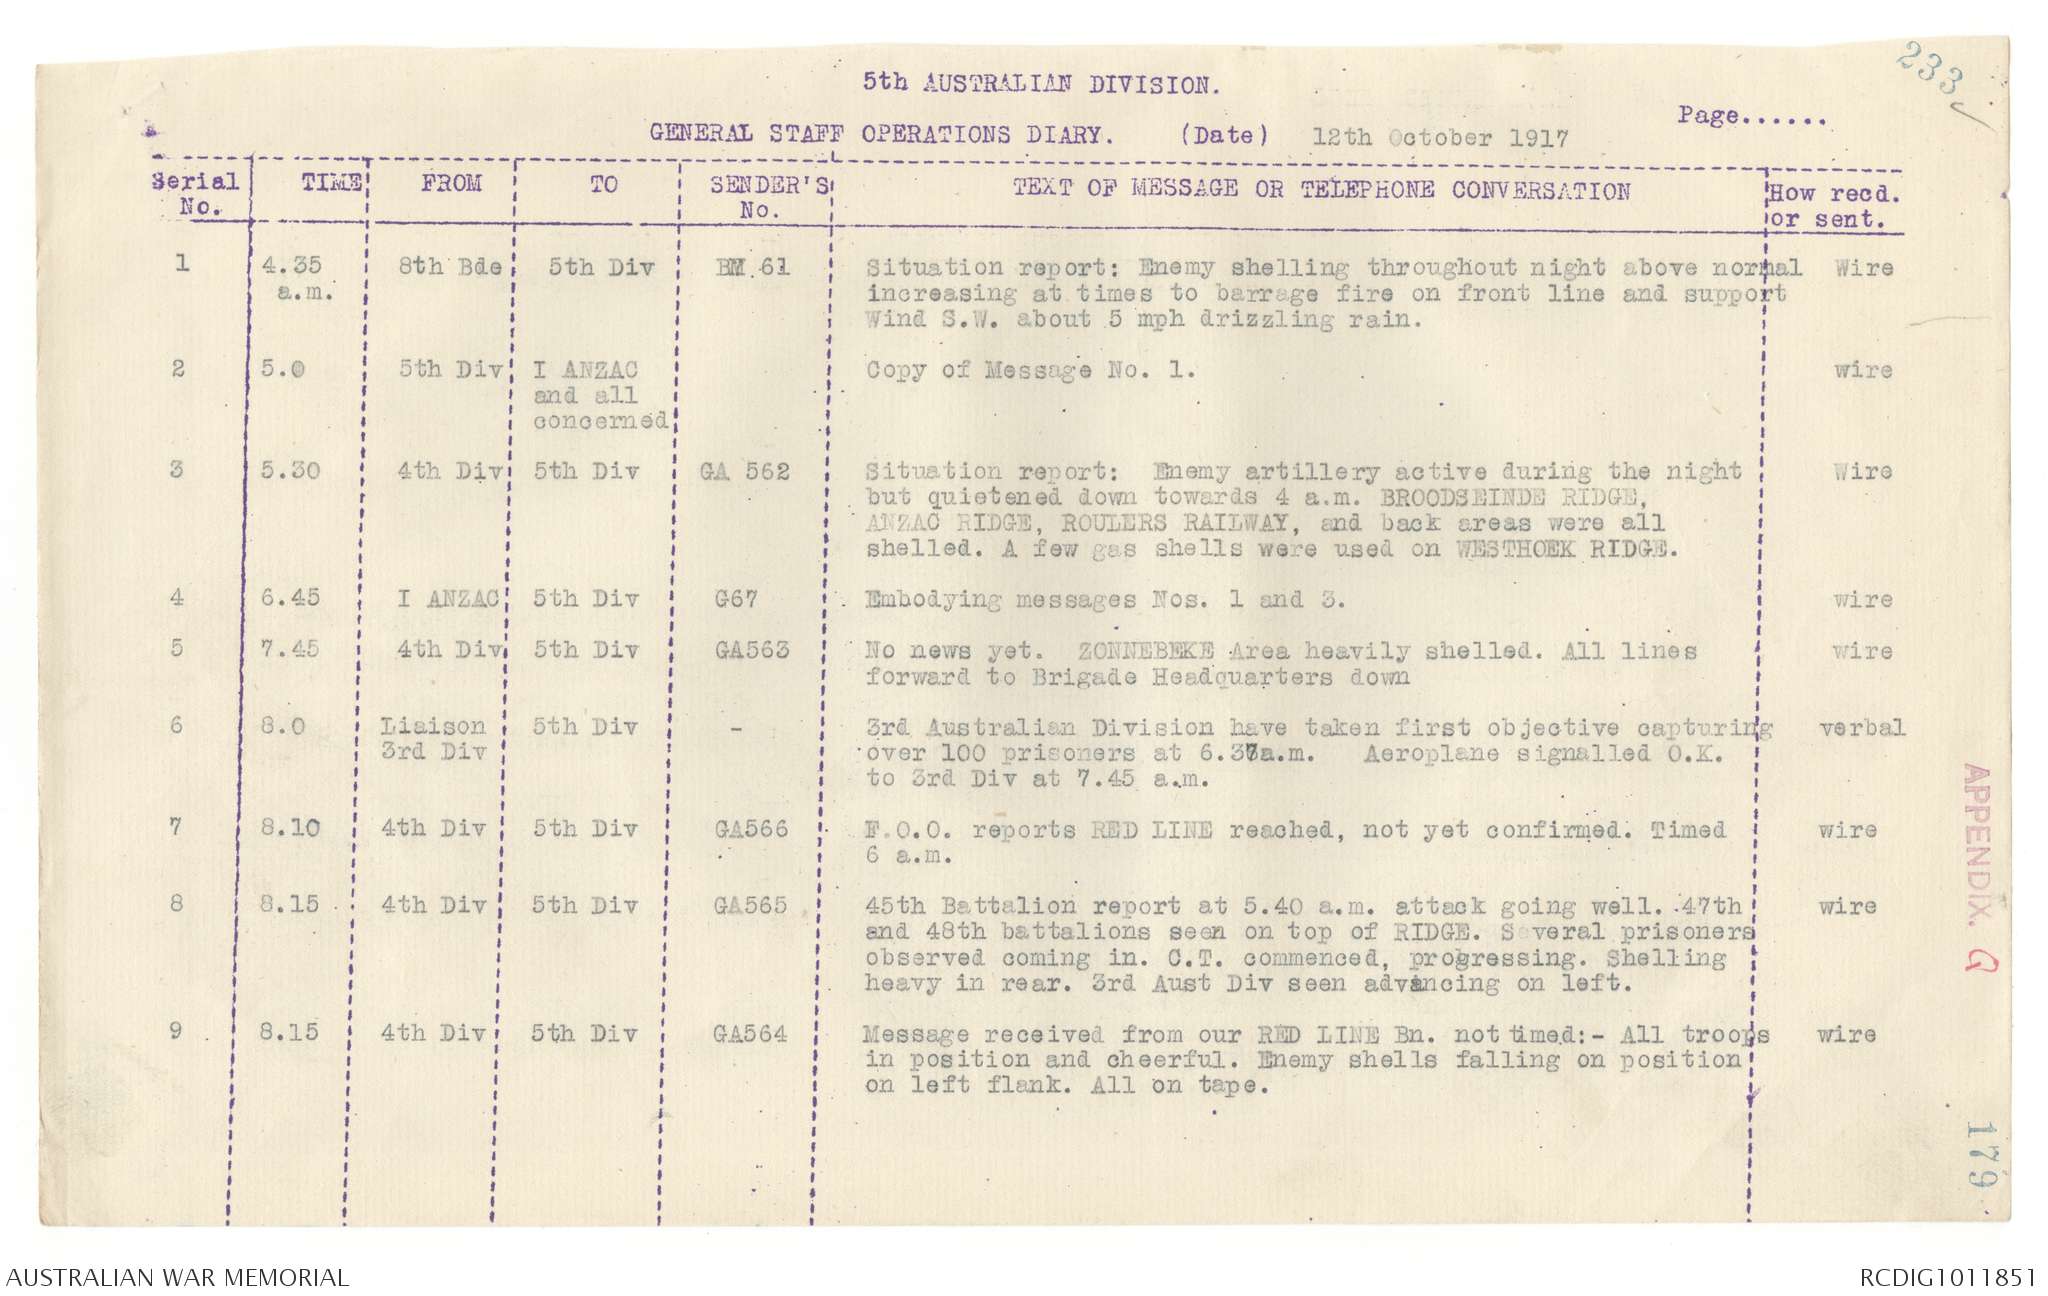 233
5th AUSTRALIAN DIVISION.
Page......
GENERAL STAFF OPERATIONS DIARY. (Date) 12th October 1917
Serial No. TIME FROM TO SENDER'S No. TEXT OF MESSAGE OR TELEPHONE CONVERSATION How recd. or sent.
1 4.35 8th Bde 5th Div BM 61 Situation report: Enemy shelling throughout night above normal Wire
a.m. increasing at times to barrage fire on front line and support
Wind S.W. about 5 mph drizzling rain.
2 5.0 5th Div I ANZAC Copy of Message No. 1. wire
and all
concerned
3 5.30 4th Div 5th Div GA 562 Situation report: Enemy artillery active during the night Wire
but quietened down towards 4 a.m. BROODSEINDE RIDGE,
ANZAC RIDGE, ROULERS RAILWAY, and back areas were all
shelled. A few gas shells were used on WESTHOEK RIDGE.
4 6.45 I ANZAC 5th Div G67 Embodying messages Nos. 1 and 3. wire
5 7.45 4th Div 5th Div GA563 No news yet. ZONNEBEKE Area heavily shelled. All lines wire
forward to Brigade Headquarters down
6 8.0 Liaison 5th Div - 3rd Australian Division have taken first objective capturing verbal
3rd Div over 100 prisoners at a.m. Aeroplane signalled O.K.
to 3rd Div at 7.45 a.m.
7 8.10 4th Div 5th Div GA566 F.O.O. reports RED LINE reached, not yet confirmed. Timed wire
6 a.m.
8 8.15 4th Div 5th Div GA565 45th Battalion report at 5.40 a.m. attack going well. 47th wire
and 48th battalions seen on top of RIDGE. Several prisoners
observed coming in. C.T. commenced, progressing. Shelling
heavy in rear. 3rd Aust Div seen advancing on left.
9 8.15 4th Div 5th Div GA564 Message received from our RED LINE Bn. not timed:- All troops wire
in position and cheerful. Enemy shells falling on position
on left flank. All on tape.
APPENDIX. Q
179
AUSTRALIAN WAR MEMORIAL
RCDIG1011851